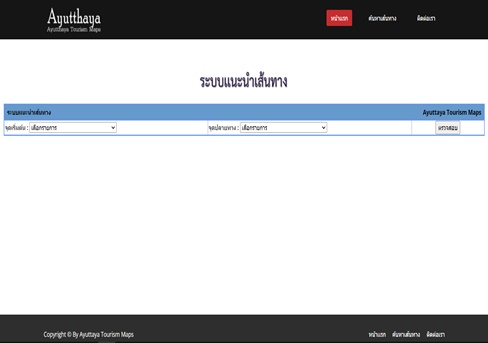 Ayutthaya
Ayutthaya Tourism Maps
หน้าแรก ค้นหาเส้นทาง ติดต่อเรา
ระบบแนะนำเส้นทาง
ระบบแนะนำเส้นทาง Ayuttaya Tourism Maps
จุดเริ่มต้น : เลือกรายการ จุดปลายทาง : เลือกรายการ ตรวจสอบ
Copyright © By Ayuttaya Tourism Maps หน้าแรก ค้นหาเส้นทาง ติดต่อเรา